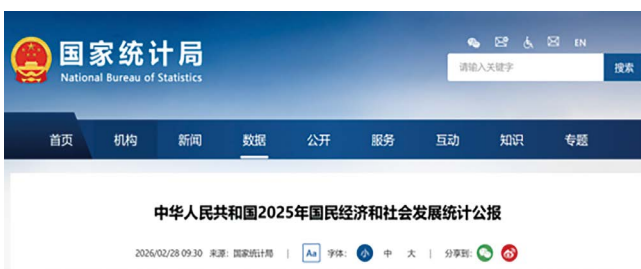 国家统计局
National Bureau of Statistics
EN
请输入关键字
搜索
首页 机构 新闻 数据 公开 服务 互动 知识 专题
中华人民共和国2025年国民经济和社会发展统计公报
2026/02/28 09:30 来源: 国家统计局 | Aa 字体: 小 中 大 | 分享到: